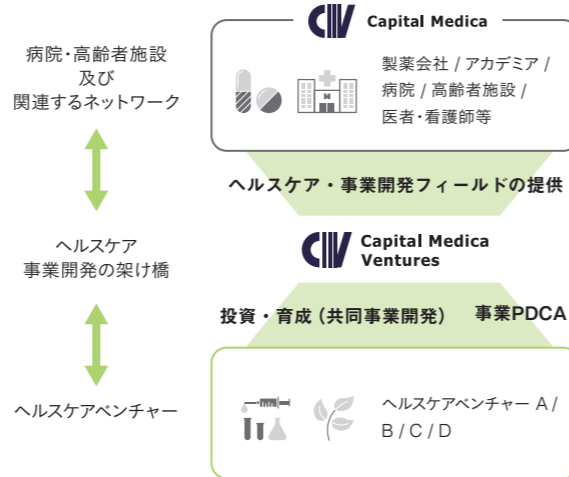 病院・高齢者施設
及び
関連するネットワーク
ヘルスケア
事業開発の架け橋
ヘルスケアベンチャー
CMV Capital Medica
製薬会社 / アカデミア /
病院 / 高齢者施設 /
医者・看護師等
ヘルスケア・事業開発フィールドの提供
CMV Capital Medica
Ventures
投資・育成（共同事業開発） 事業PDCA
ヘルスケアベンチャー A /
B / C / D